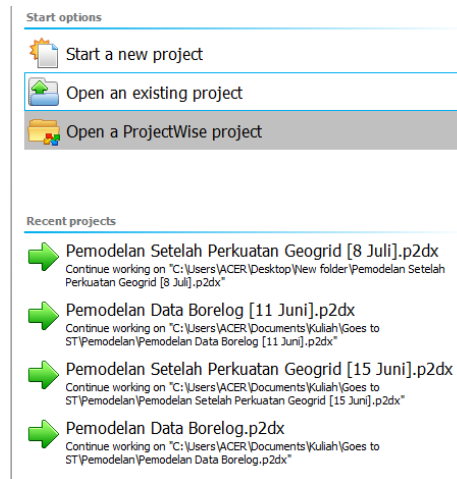 Start options
Start a new project
Open an existing project
Open a ProjectWise project
Recent projects
Pemodelan Setelah Perkuatan Geogrid [8 Juli].p2dx
Continue working on "C:\Users\ACER\Desktop\New folder\Pemodelan Setelah
Perkuatan Geogrid [8 Juli].p2dx"
Pemodelan Data Borelog [11 Juni].p2dx
Continue working on "C:\Users\ACER\Documents\Kuliah\Goes to
ST\Pemodelan\Pemodelan Data Borelog [11 Juni].p2dx"
Pemodelan Setelah Perkuatan Geogrid [15 Juni].p2dx
Continue working on "C:\Users\ACER\Documents\Kuliah\Goes to
ST\Pemodelan\Pemodelan Setelah Perkuatan Geogrid [15 Juni].p2dx"
Pemodelan Data Borelog.p2dx
Continue working on "C:\Users\ACER\Documents\Kuliah\Goes to
ST\Pemodelan\Pemodelan Data Borelog.p2dx"